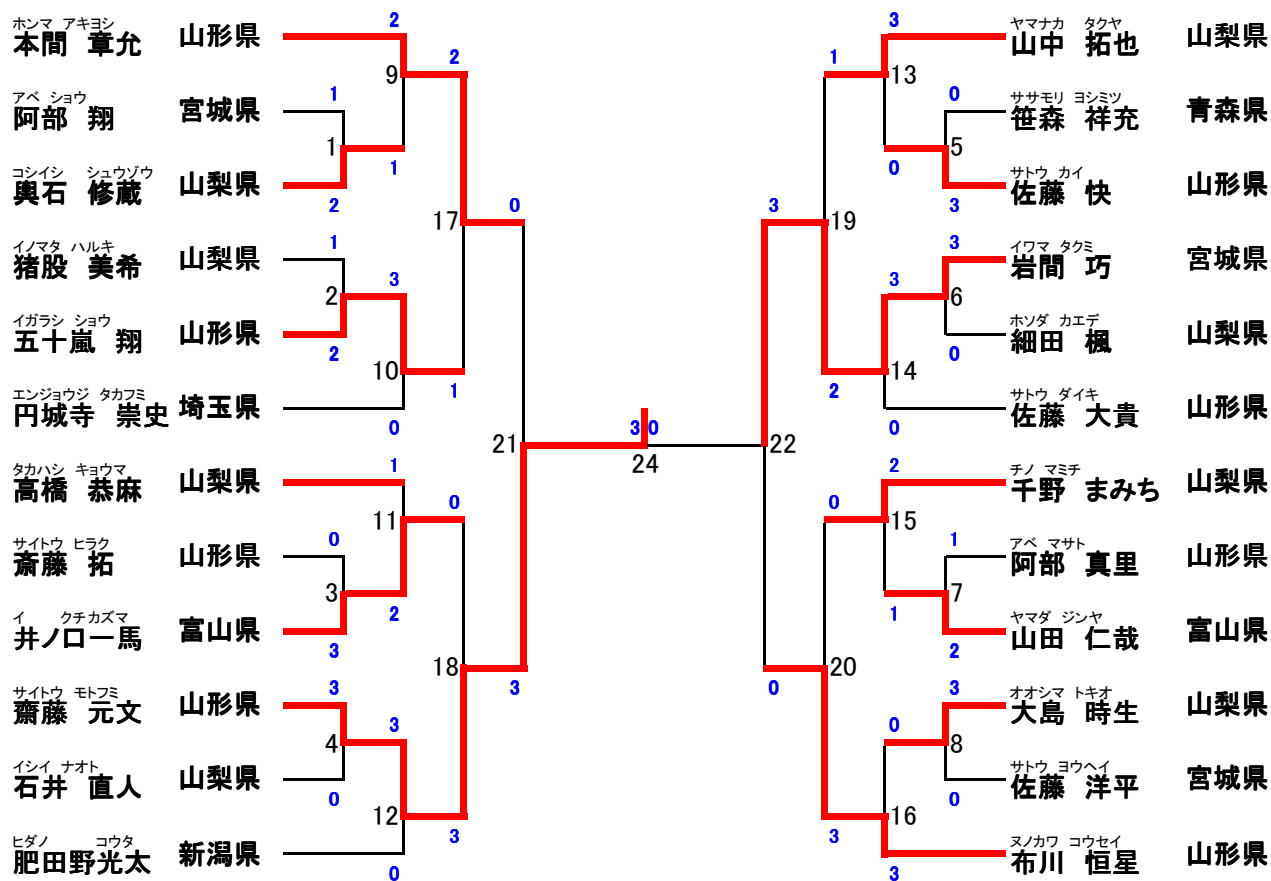 ホンマ アキヨシ
本間 章允 山形県
アベ ショウ
阿部 翔 宮城県
コシイシ シュウゾウ
輿石 修蔵 山梨県
イノマタ ハルキ
猪股 美希 山梨県
イガラシ ショウ
五十嵐 翔 山形県
エンジョウジ タカフミ
円城寺 崇史 埼玉県
タカハシ キョウマ
高橋 恭麻 山梨県
サイトウ ヒラク
斎藤 拓 山形県
イ クチカズマ
井ノ口一馬 富山県
サイトウ モトフミ
齋藤 元文 山形県
イシイ ナオト
石井 直人 山梨県
ヒダノ コウタ
肥田野光太 新潟県
2
1
2
1
2
0
1
0
3
3
0
0
1
2
3
4
1
3
2
3
9
10
11
12
2
1
0
3
17
18
0
3
21
3 0
24
22
3
0
19
20
1
2
0
3
13
14
15
16
0
3
1
0
5
6
7
8
3
0
3
3
0
0
2
1
2
3
0
3
ヤマナカ タクヤ
山中 拓也 山梨県
ササモリ ヨシミツ
笹森 祥充 青森県
サトウ カイ
佐藤 快 山形県
イワマ タクミ
岩間 巧 宮城県
ホソダ カエデ
細田 楓 山梨県
サトウ ダイキ
佐藤 大貴 山形県
チノ マミチ
千野 まみち 山梨県
アベ マサト
阿部 真里 山形県
ヤマダ ジンヤ
山田 仁哉 富山県
オオシマ トキオ
大島 時生 山梨県
サトウ ヨウヘイ
佐藤 洋平 宮城県
ヌノカワ コウセイ
布川 恒星 山形県